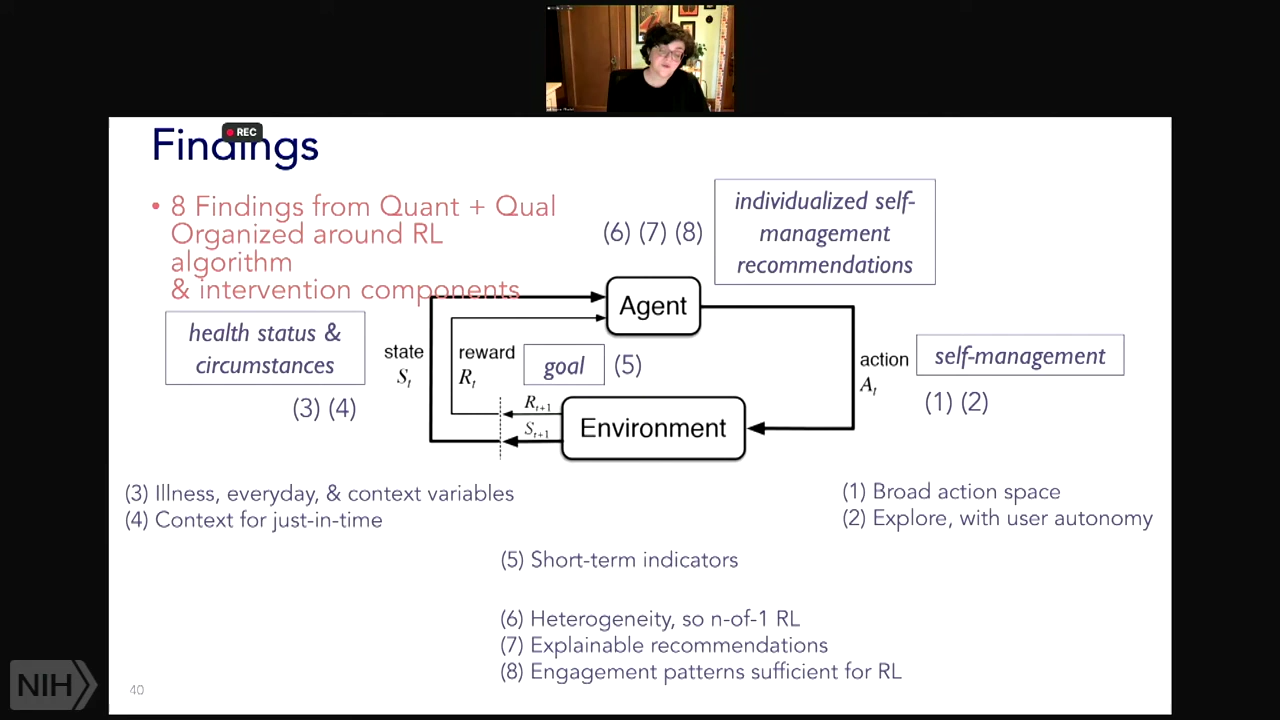 Findings
REC
• 8 Findings from Quant + Qual
Organized around RL
algorithm
& intervention components
(6) (7) (8)
individualized self-
management
recommendations
health status &
circumstances
(3) (4)
state
S_t
reward
R_t
goal
(5)
Agent
action
A_t
self-management
(1) (2)
R_{t+1}
S_{t+1}
Environment
(3) Illness, everyday, & context variables
(4) Context for just-in-time
(1) Broad action space
(2) Explore, with user autonomy
(5) Short-term indicators
(6) Heterogeneity, so n-of-1 RL
(7) Explainable recommendations
(8) Engagement patterns sufficient for RL
NIH
40